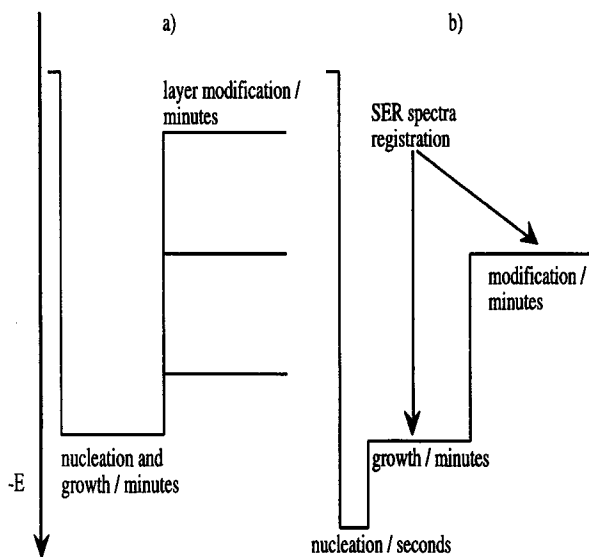 a)
layer modification /
minutes
nucleation and
growth / minutes
-E
b)
SER spectra
registration
modification /
minutes
growth / minutes
nucleation / seconds